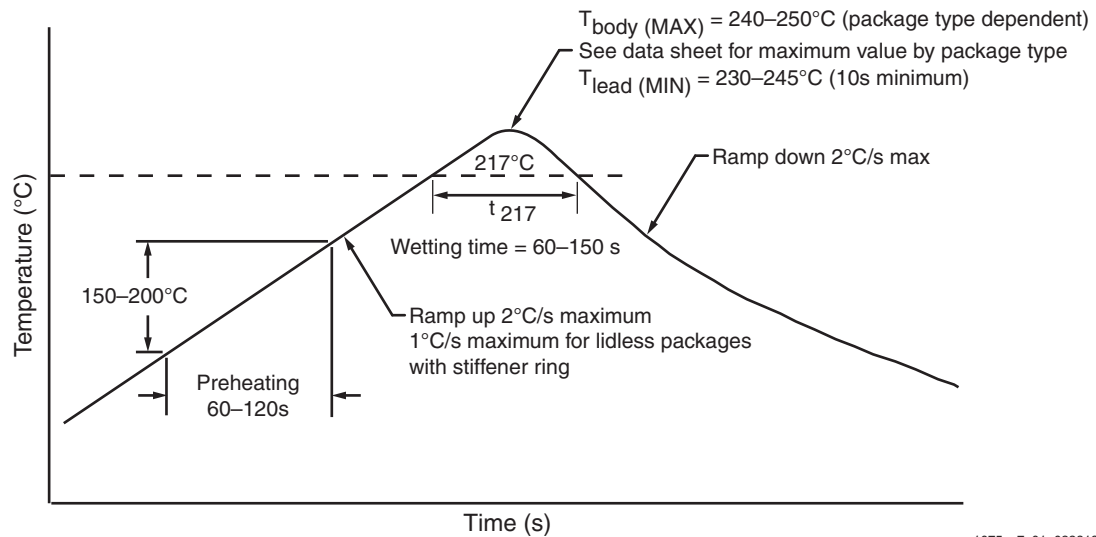 T body (MAX) = 240–250°C (package type dependent)
See data sheet for maximum value by package type
T lead (MIN) = 230–245°C (10s minimum)
217°C
t 217
Wetting time = 60–150 s
Ramp down 2°C/s max
Temperature (°C)
150–200°C
Ramp up 2°C/s maximum
1°C/s maximum for lidless packages
with stiffener ring
Preheating
60–120s
Time (s)